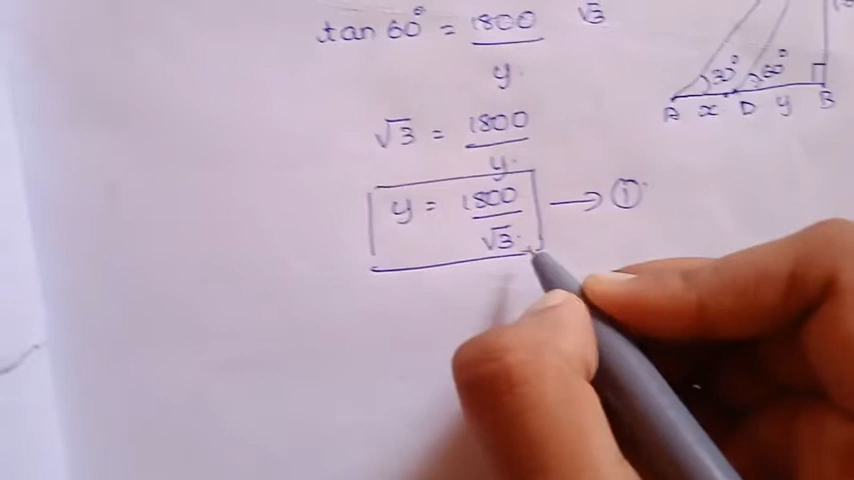 tan 60° = 1800/y √3
√3 = 1800/y
y = 1800/√3 → ①
30° 60°
A x D y B